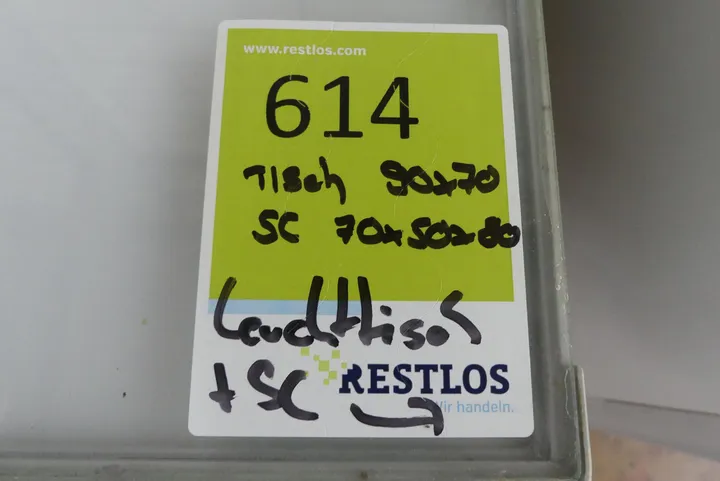 www.restlos.com
614
Tisch 90x70
SC 70x50x80
Leuchttisch
+ SC →
RESTLOS
Wir handeln.